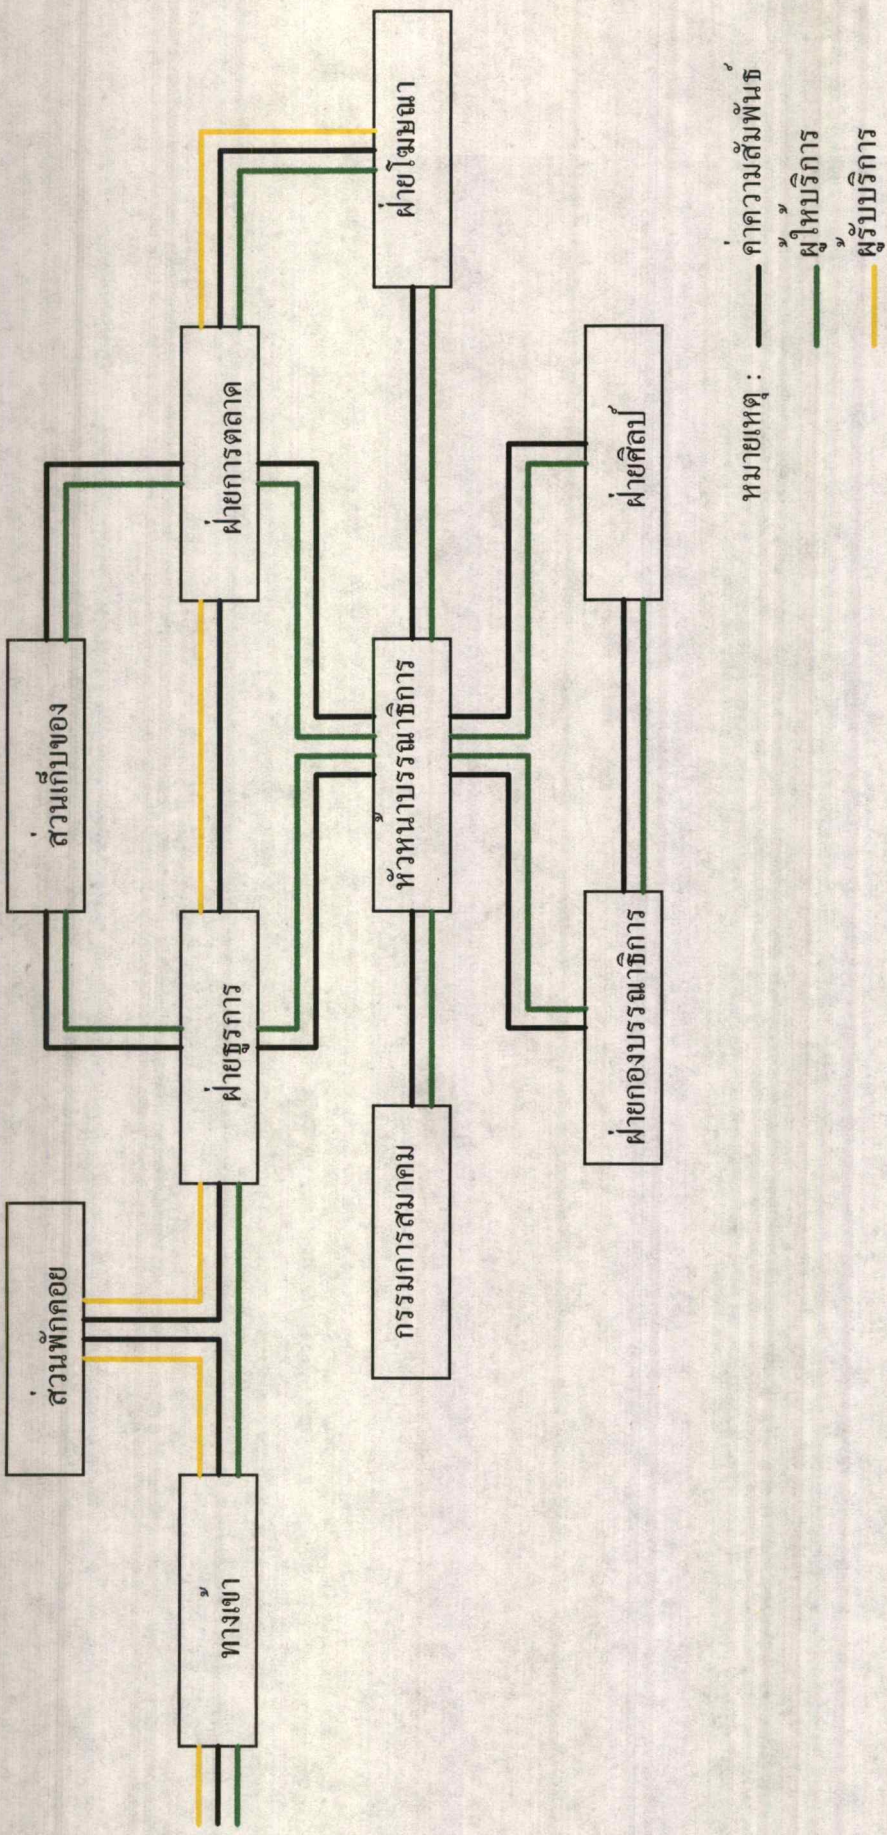 ส่วนพักคอย
ส่วนเก็บของ
ทางเข้า
ฝ่ายธุรการ
ฝ่ายการตลาด
กรรมการสมาคม
หัวหน้าบรรณาธิการ
ฝ่ายโฆษณา
ฝ่ายกองบรรณาธิการ
ฝ่ายศิลป์
หมายเหตุ : ค่าความสัมพันธ์
ผู้ให้บริการ
ผู้รับบริการ